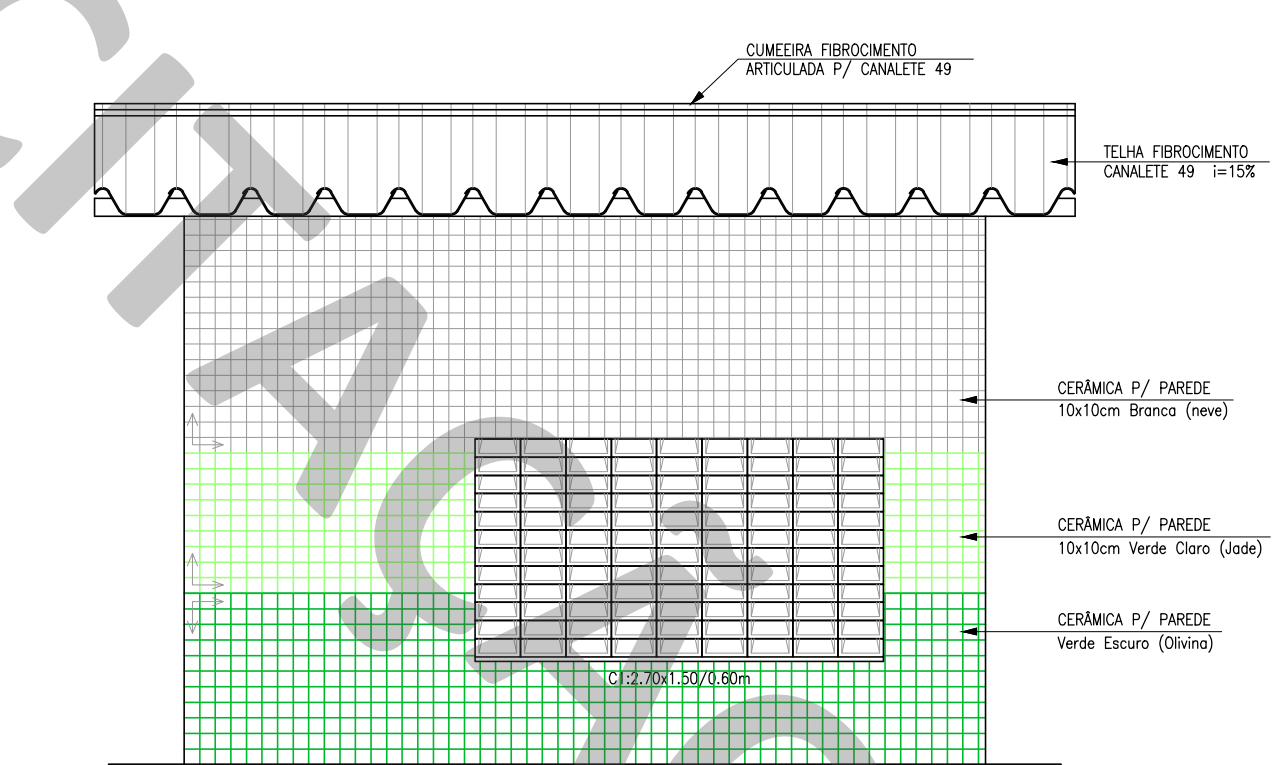 CUMEEIRA FIBROCIMENTO
ARTICULADA P/ CANALETE 49
TELHA FIBROCIMENTO
CANALETE 49 i=15%
CERÂMICA P/ PAREDE
10x10cm Branca (neve)
CERÂMICA P/ PAREDE
10x10cm Verde Claro (Jade)
CERÂMICA P/ PAREDE
Verde Escuro (Olivina)
C1:2.70x1.50/0.60m
CITAÇÃO